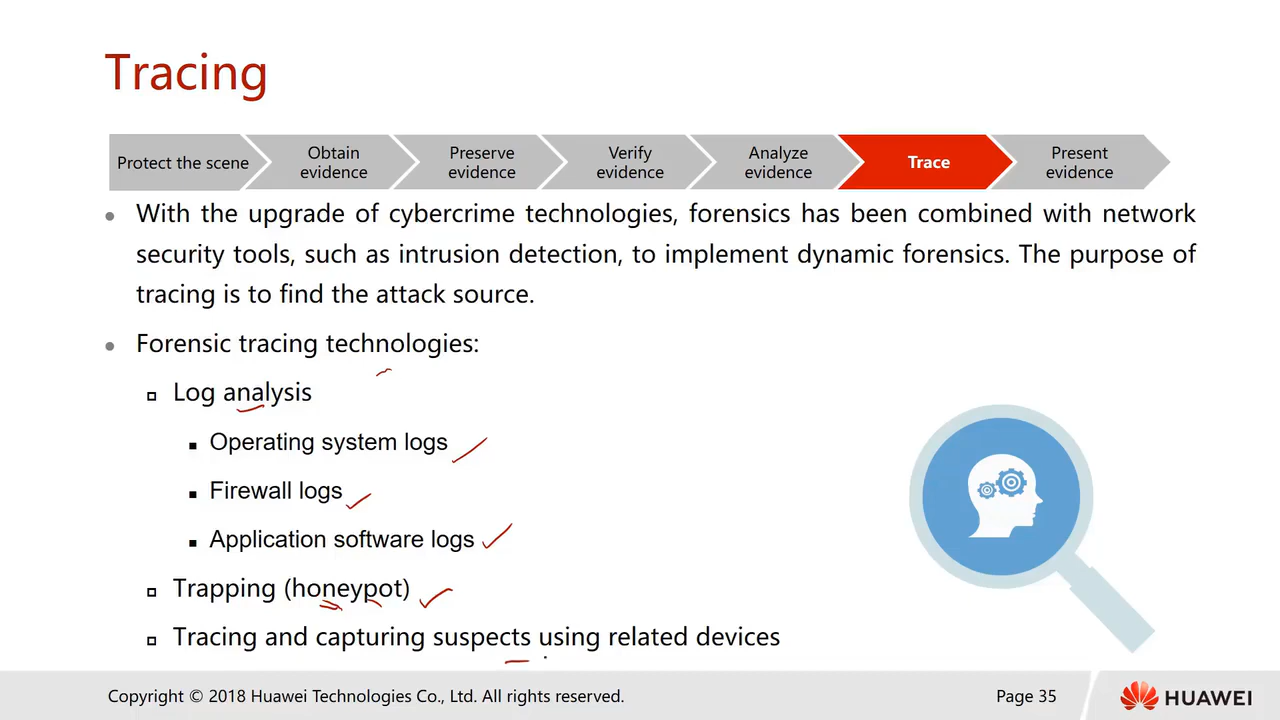 Tracing
Protect the scene
Obtain
evidence
Preserve
evidence
Verify
evidence
Analyze
evidence
Trace
Present
evidence
With the upgrade of cybercrime technologies, forensics has been combined with network
security tools, such as intrusion detection, to implement dynamic forensics. The purpose of
tracing is to find the attack source.
Forensic tracing technologies:
Log analysis
Operating system logs
Firewall logs
Application software logs
Trapping (honeypot)
Tracing and capturing suspects using related devices
Copyright © 2018 Huawei Technologies Co., Ltd. All rights reserved.
Page 35
HUAWEI